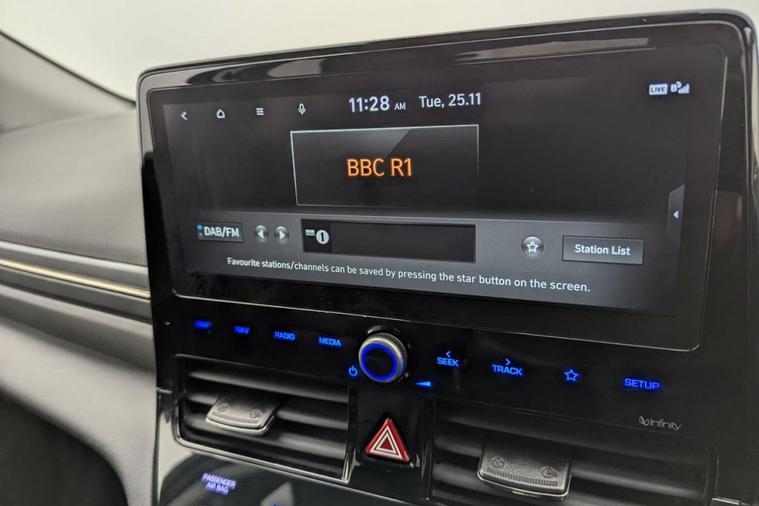 11:28 AM Tue, 25.11
LIVE B
BBC R1
DAB/FM
1
Station List
Favourite stations/channels can be saved by pressing the star button on the screen.
MAP NAV RADIO MEDIA
SEEK TRACK SETUP
Infinity
PASSENGER
AIR BAG